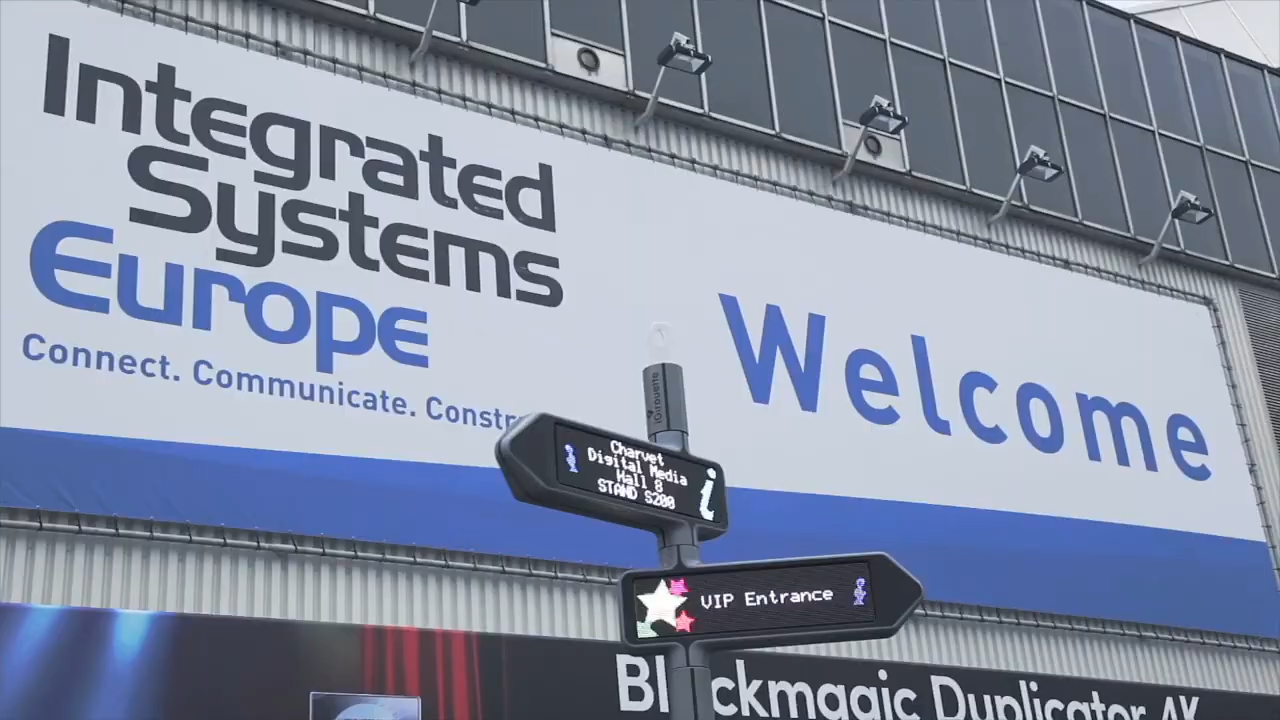 Integrated
Systems
Europe
Connect. Communicate. Constr
Welcome
iGirouette
Charvet
Digital Media
Hall 8
STAND S200
i
VIP Entrance
Bl ckmagic Duplicator 4K